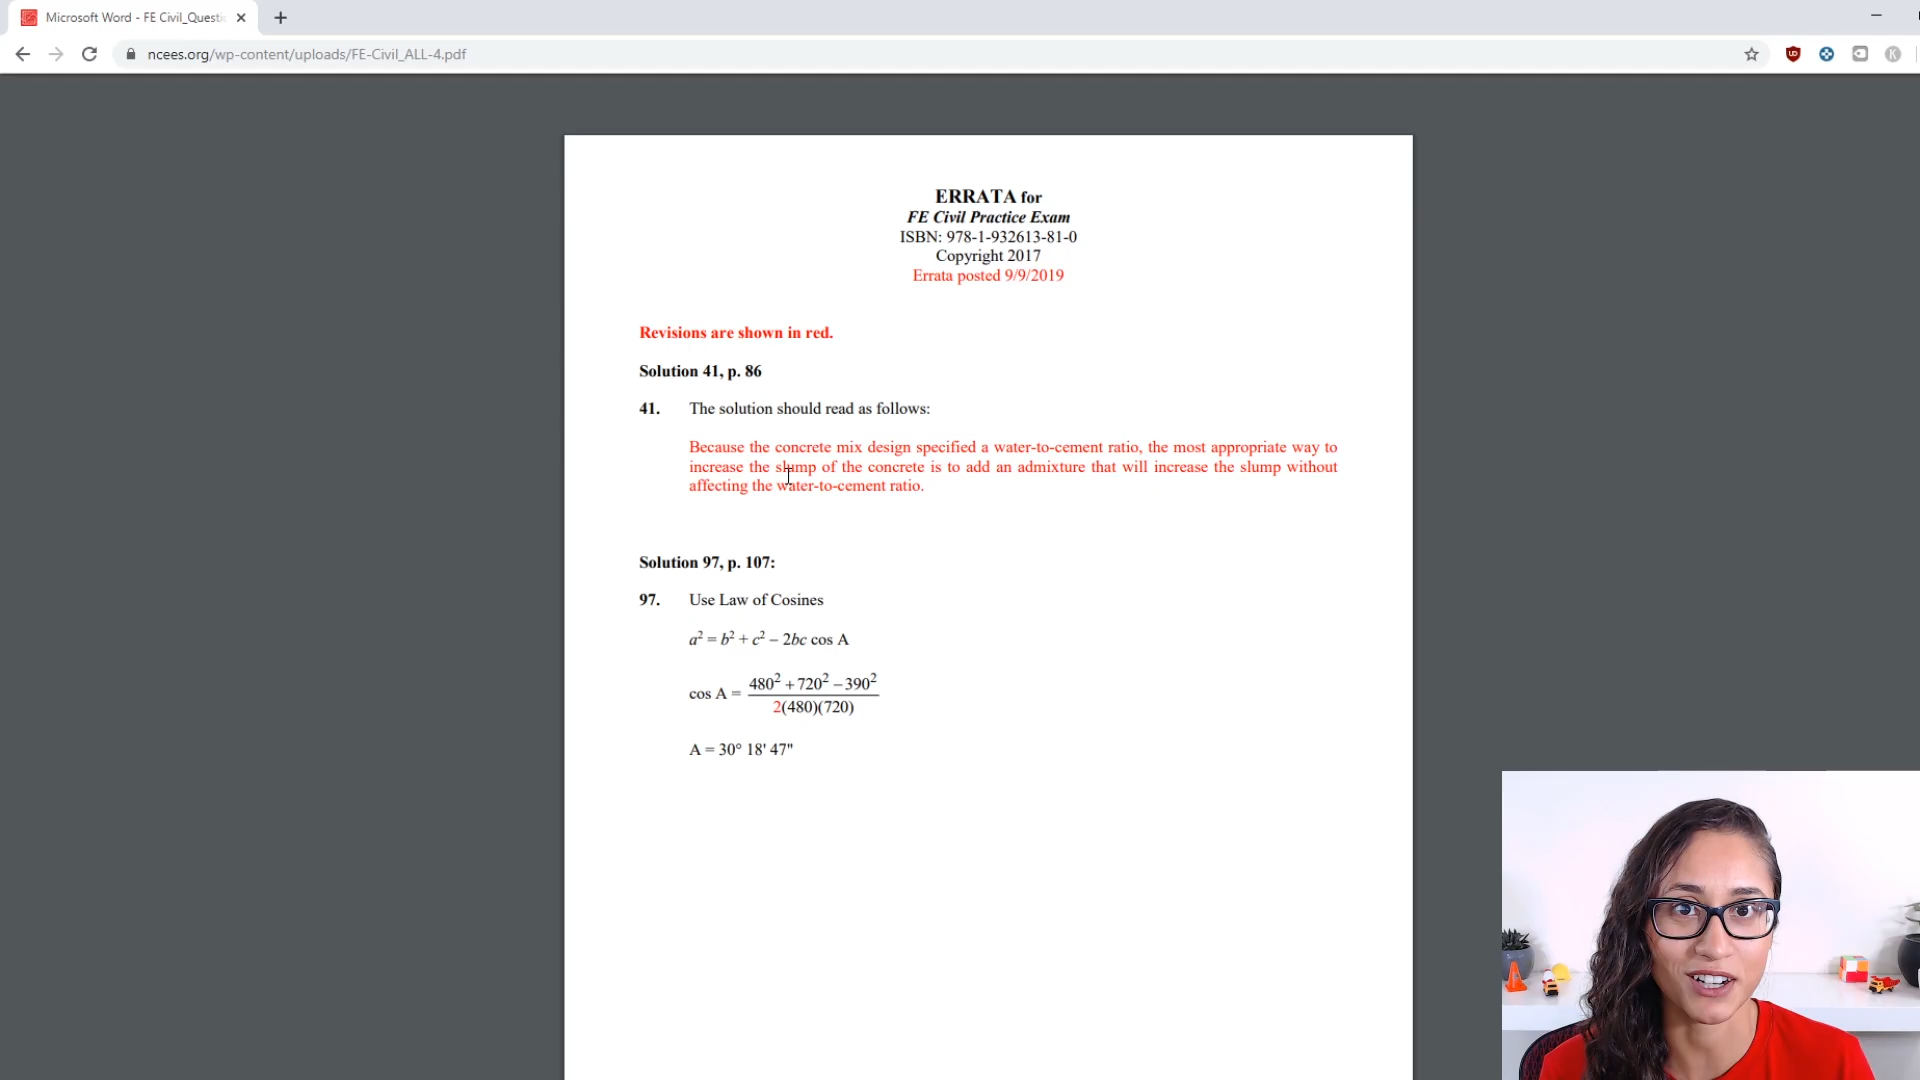 Microsoft Word - FE Civil_Questi
ncees.org/wp-content/uploads/FE-Civil_ALL-4.pdf
ERRATA for
FE Civil Practice Exam
ISBN: 978-1-932613-81-0
Copyright 2017
Errata posted 9/9/2019
Revisions are shown in red.
Solution 41, p. 86
41. The solution should read as follows:
Because the concrete mix design specified a water-to-cement ratio, the most appropriate way to
increase the slump of the concrete is to add an admixture that will increase the slump without
affecting the water-to-cement ratio.
Solution 97, p. 107:
97. Use Law of Cosines
a² = b² + c² – 2bc cos A
cos A = 480² + 720² – 390²
2(480)(720)
A = 30° 18' 47"